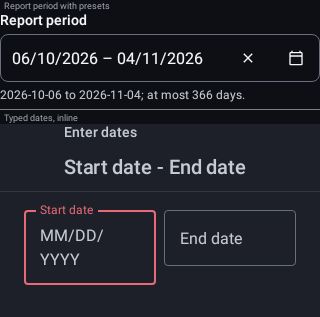 Report period with presets
Report period
06/10/2026 – 04/11/2026
2026-10-06 to 2026-11-04; at most 366 days.
Typed dates, inline
Enter dates
Start date - End date
Start date
MM/DD/
YYYY
End date